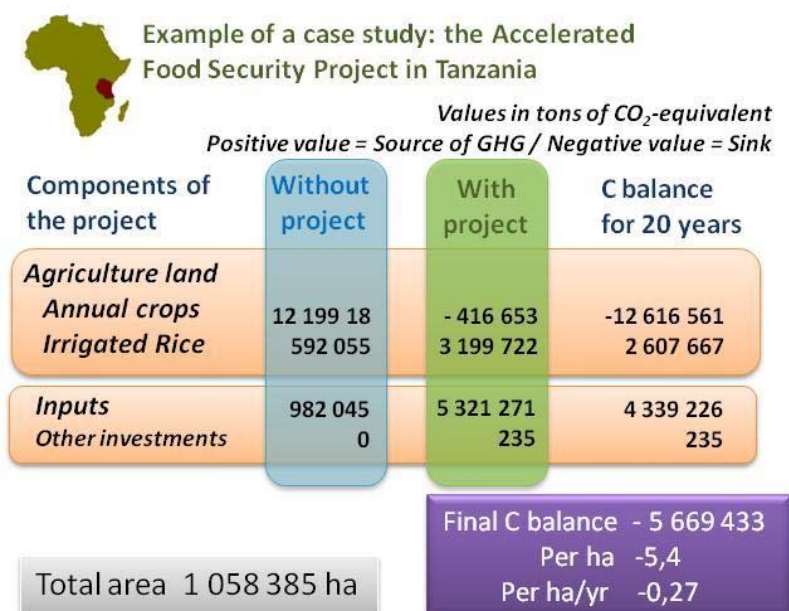 Example of a case study: the Accelerated
Food Security Project in Tanzania
Values in tons of CO₂-equivalent
Positive value = Source of GHG / Negative value = Sink
Components of the project Without project With project C balance for 20 years
Agriculture land
Annual crops 12 199 18 - 416 653 -12 616 561
Irrigated Rice 592 055 3 199 722 2 607 667
Inputs 982 045 5 321 271 4 339 226
Other investments 0 235 235
Final C balance - 5 669 433
Per ha -5,4
Per ha/yr -0,27
Total area 1 058 385 ha